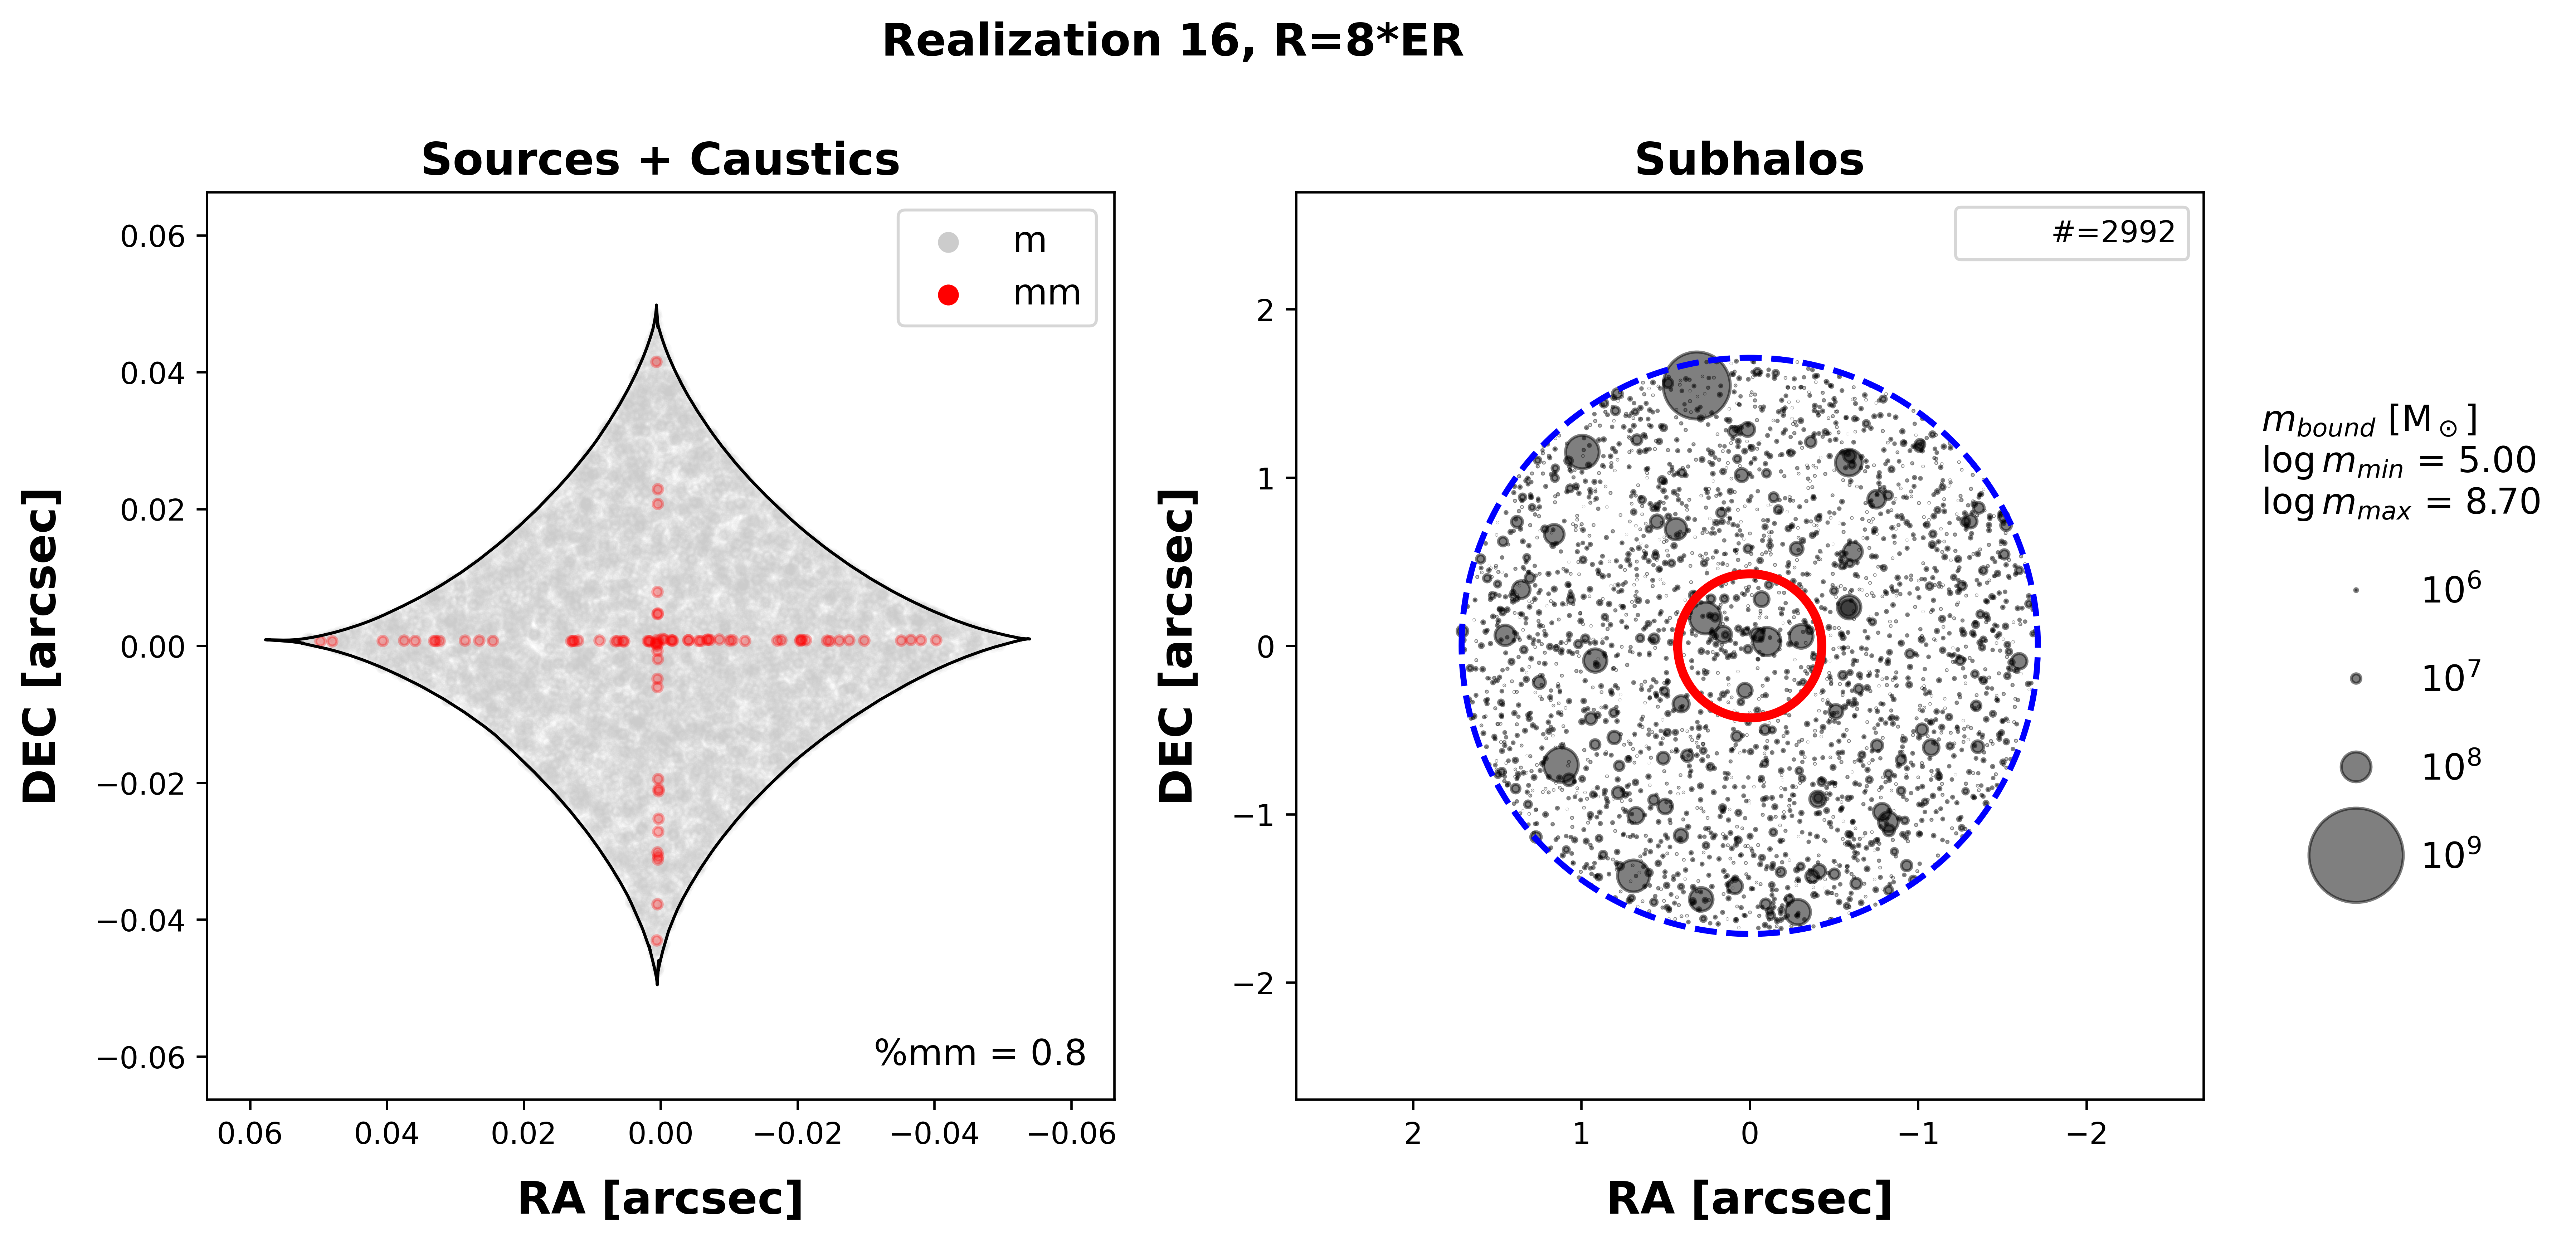 Realization 16, R=8*ER
Sources + Caustics
m
mm
0.06
0.04
0.02
0.00
−0.02
−0.04
−0.06
DEC [arcsec]
%mm = 0.8
0.06 0.04 0.02 0.00 −0.02 −0.04 −0.06
RA [arcsec]
Subhalos
#=2992
2
1
0
−1
−2
DEC [arcsec]
2 1 0 −1 −2
RA [arcsec]
m_bound [M_⊙]
log m_min = 5.00
log m_max = 8.70
10^6
10^7
10^8
10^9